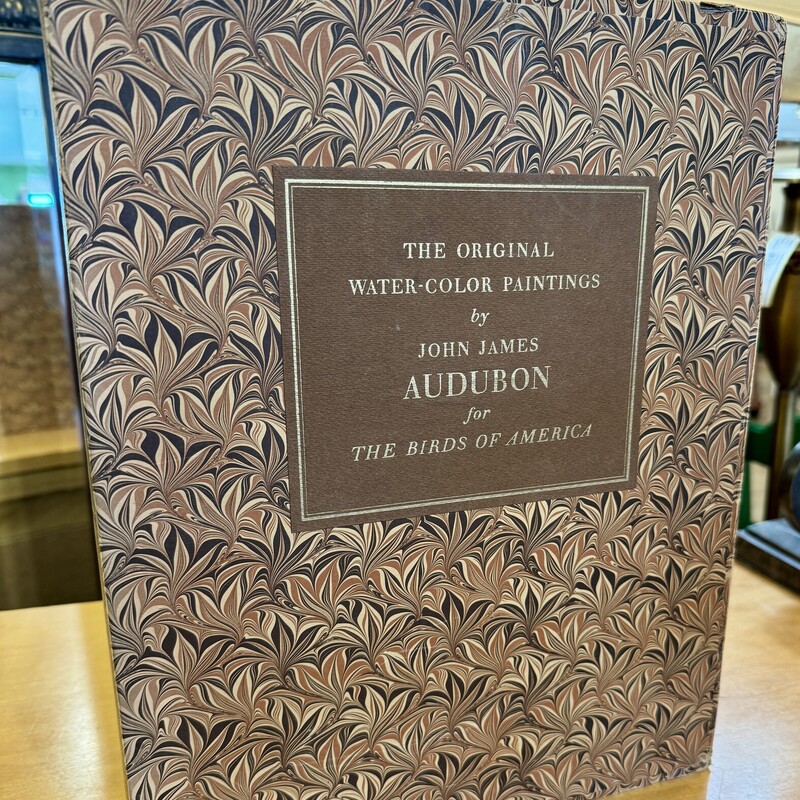 THE ORIGINAL
WATER-COLOR PAINTINGS
by
JOHN JAMES
AUDUBON
for
THE BIRDS OF AMERICA